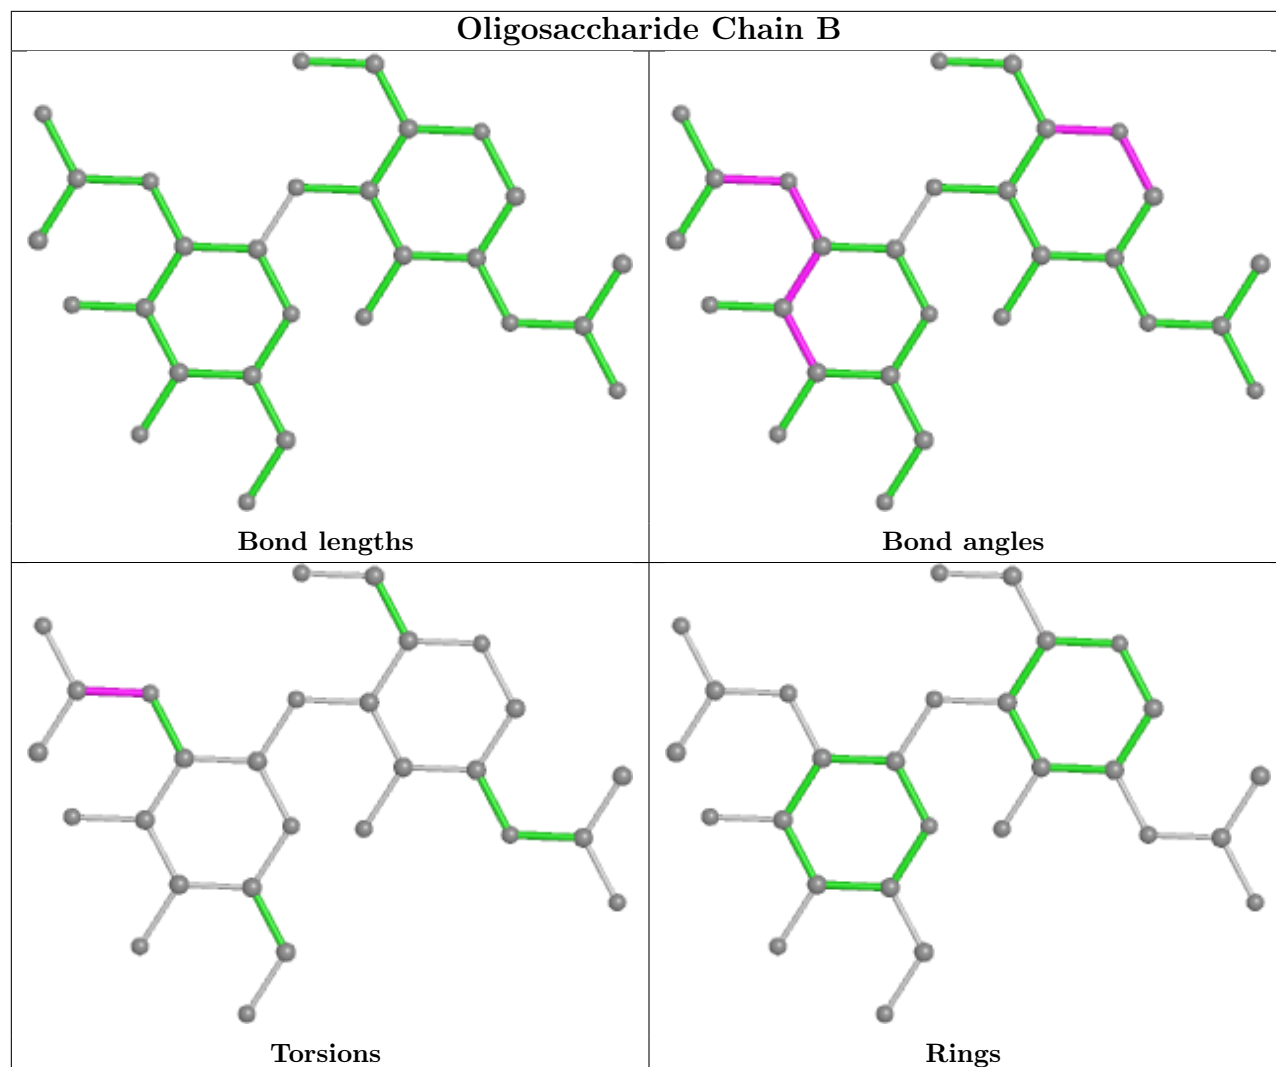 Oligosaccharide Chain B
Bond lengths
Bond angles
Torsions
Rings